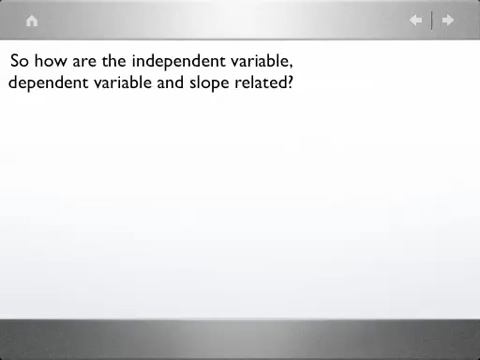 So how are the independent variable,
dependent variable and slope related?